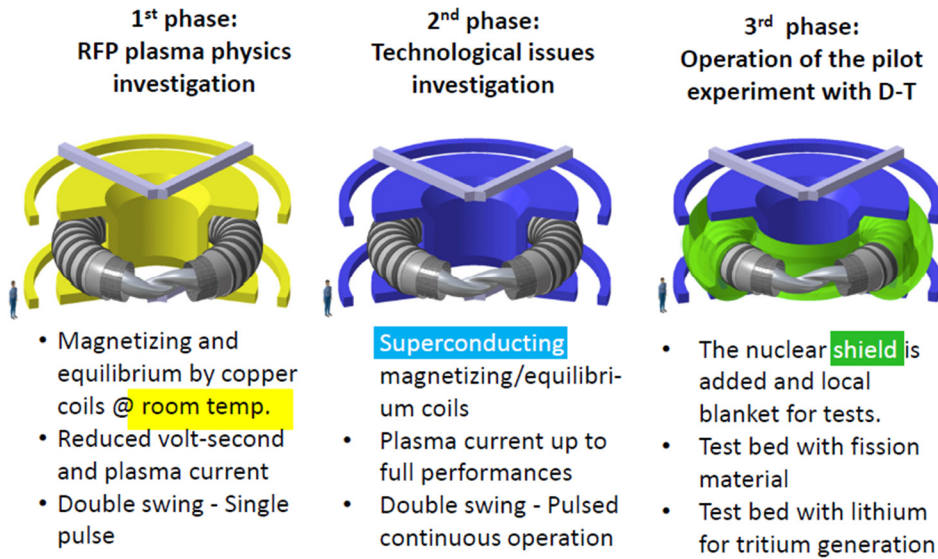 1st phase:
RFP plasma physics
investigation
• Magnetizing and
equilibrium by copper
coils @ room temp.
• Reduced volt-second
and plasma current
• Double swing - Single
pulse
2nd phase:
Technological issues
investigation
Superconducting
magnetizing/equilibri-
um coils
• Plasma current up to
full performances
• Double swing - Pulsed
continuous operation
3rd phase:
Operation of the pilot
experiment with D-T
• The nuclear shield is
added and local
blanket for tests.
• Test bed with fission
material
• Test bed with lithium
for tritium generation